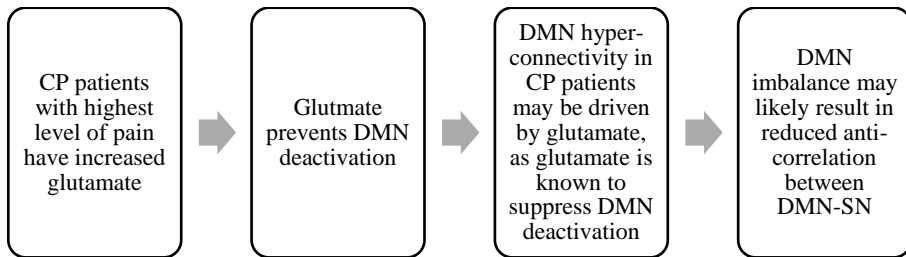 CP patients
with highest
level of pain
have increased
glutamate
Glutmate
prevents DMN
deactivation
DMN hyper-
connectivity in
CP patients
may be driven
by glutamate,
as glutamate is
known to
suppress DMN
deactivation
DMN
imbalance may
likely result in
reduced anti-
correlation
between
DMN-SN